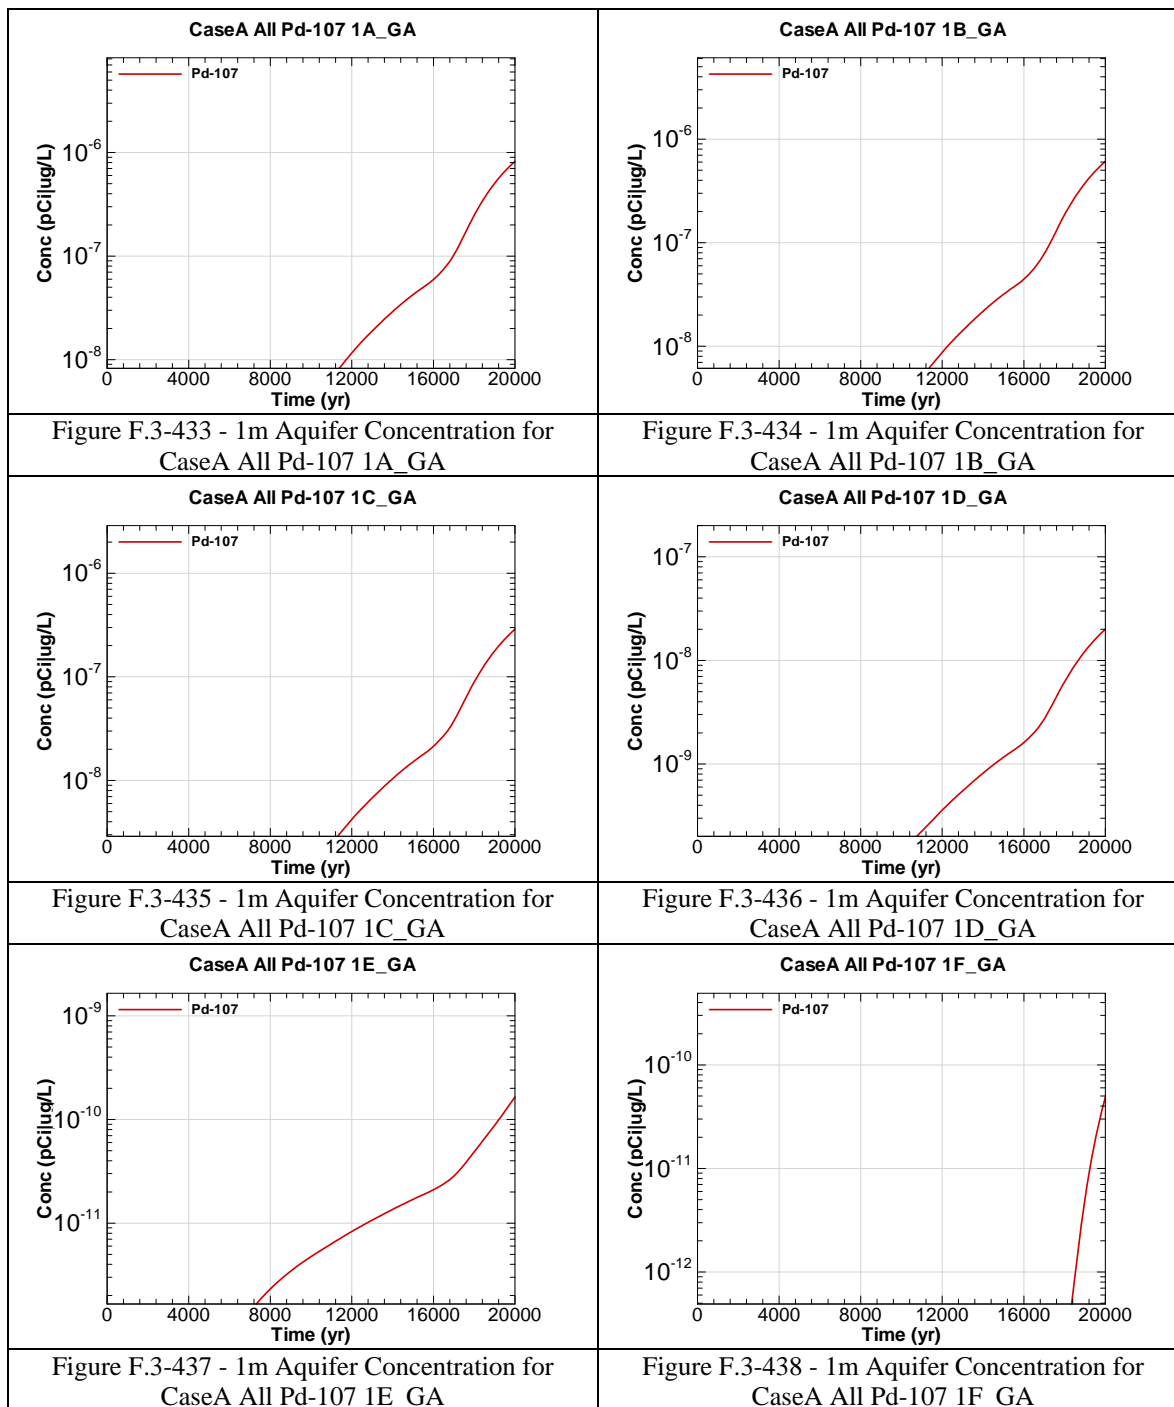 CaseA All Pd-107 1A_GA
Pd-107
10^-6
10^-7
10^-8
Conc (pCi|ug/L)
0 4000 8000 12000 16000 20000
Time (yr)
Figure F.3-433 - 1m Aquifer Concentration for
CaseA All Pd-107 1A_GA
CaseA All Pd-107 1B_GA
Pd-107
10^-6
10^-7
10^-8
Conc (pCi|ug/L)
0 4000 8000 12000 16000 20000
Time (yr)
Figure F.3-434 - 1m Aquifer Concentration for
CaseA All Pd-107 1B_GA
CaseA All Pd-107 1C_GA
Pd-107
10^-6
10^-7
10^-8
Conc (pCi|ug/L)
0 4000 8000 12000 16000 20000
Time (yr)
Figure F.3-435 - 1m Aquifer Concentration for
CaseA All Pd-107 1C_GA
CaseA All Pd-107 1D_GA
Pd-107
10^-7
10^-8
10^-9
Conc (pCi|ug/L)
0 4000 8000 12000 16000 20000
Time (yr)
Figure F.3-436 - 1m Aquifer Concentration for
CaseA All Pd-107 1D_GA
CaseA All Pd-107 1E_GA
Pd-107
10^-9
10^-10
10^-11
Conc (pCi|ug/L)
0 4000 8000 12000 16000 20000
Time (yr)
Figure F.3-437 - 1m Aquifer Concentration for
CaseA All Pd-107 1E_GA
CaseA All Pd-107 1F_GA
Pd-107
10^-10
10^-11
10^-12
Conc (pCi|ug/L)
0 4000 8000 12000 16000 20000
Time (yr)
Figure F.3-438 - 1m Aquifer Concentration for
CaseA All Pd-107 1F_GA